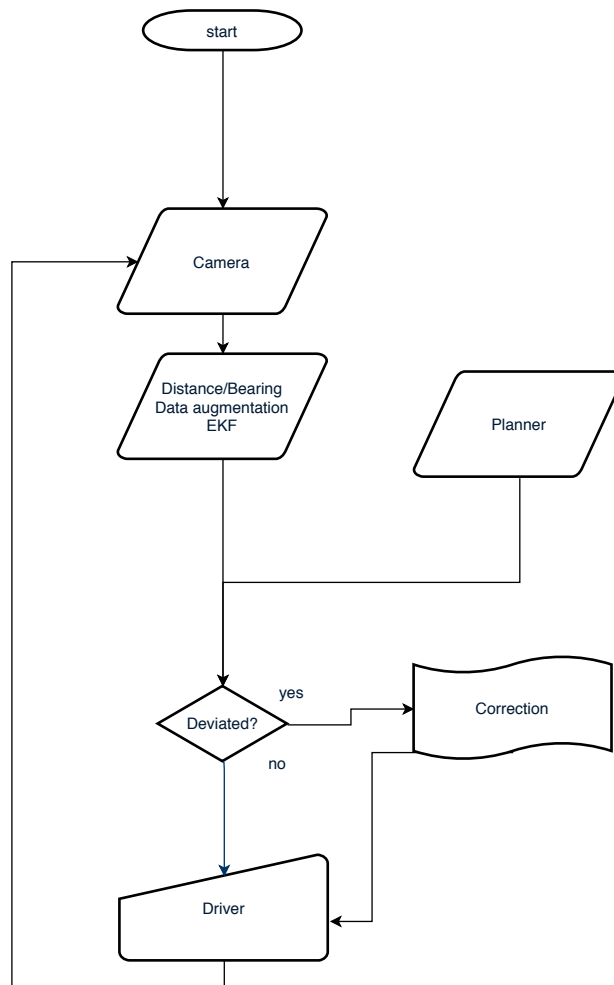 start
Camera
Distance/Bearing
Data augmentation
EKF
Planner
yes
Deviated?
Correction
no
Driver